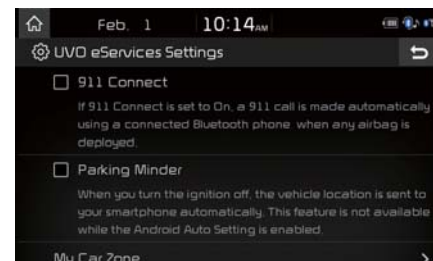 Feb. 1 10:14AM
UVO eServices Settings
911 Connect
If 911 Connect is set to On, a 911 call is made automatically
using a connected Bluetooth phone when any airbag is
deployed.
Parking Minder
When you turn the ignition off, the vehicle location is sent to
your smartphone automatically. This feature is not available
while the Android Auto Setting is enabled.
My Car Zone